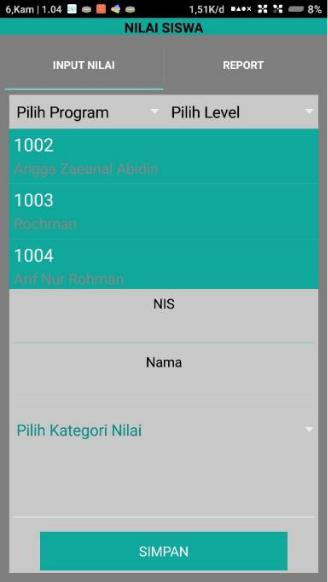 6,Kam | 1.04 1,51K/d 8%
NILAI SISWA
INPUT NILAI REPORT
Pilih Program Pilih Level
1002
Angga Zaeanal Abidin
1003
Rochman
1004
Arif Nur Rohman
NIS
Nama
Pilih Kategori Nilai
SIMPAN